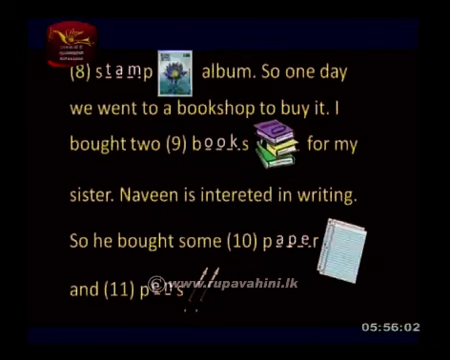 (8) stamp album. So one day
we went to a bookshop to buy it. I
bought two (9) books for my
sister. Naveen is intereted in writing.
So he bought some (10) paper
and (11) pens
© www.rupavahini.lk
05:56:02